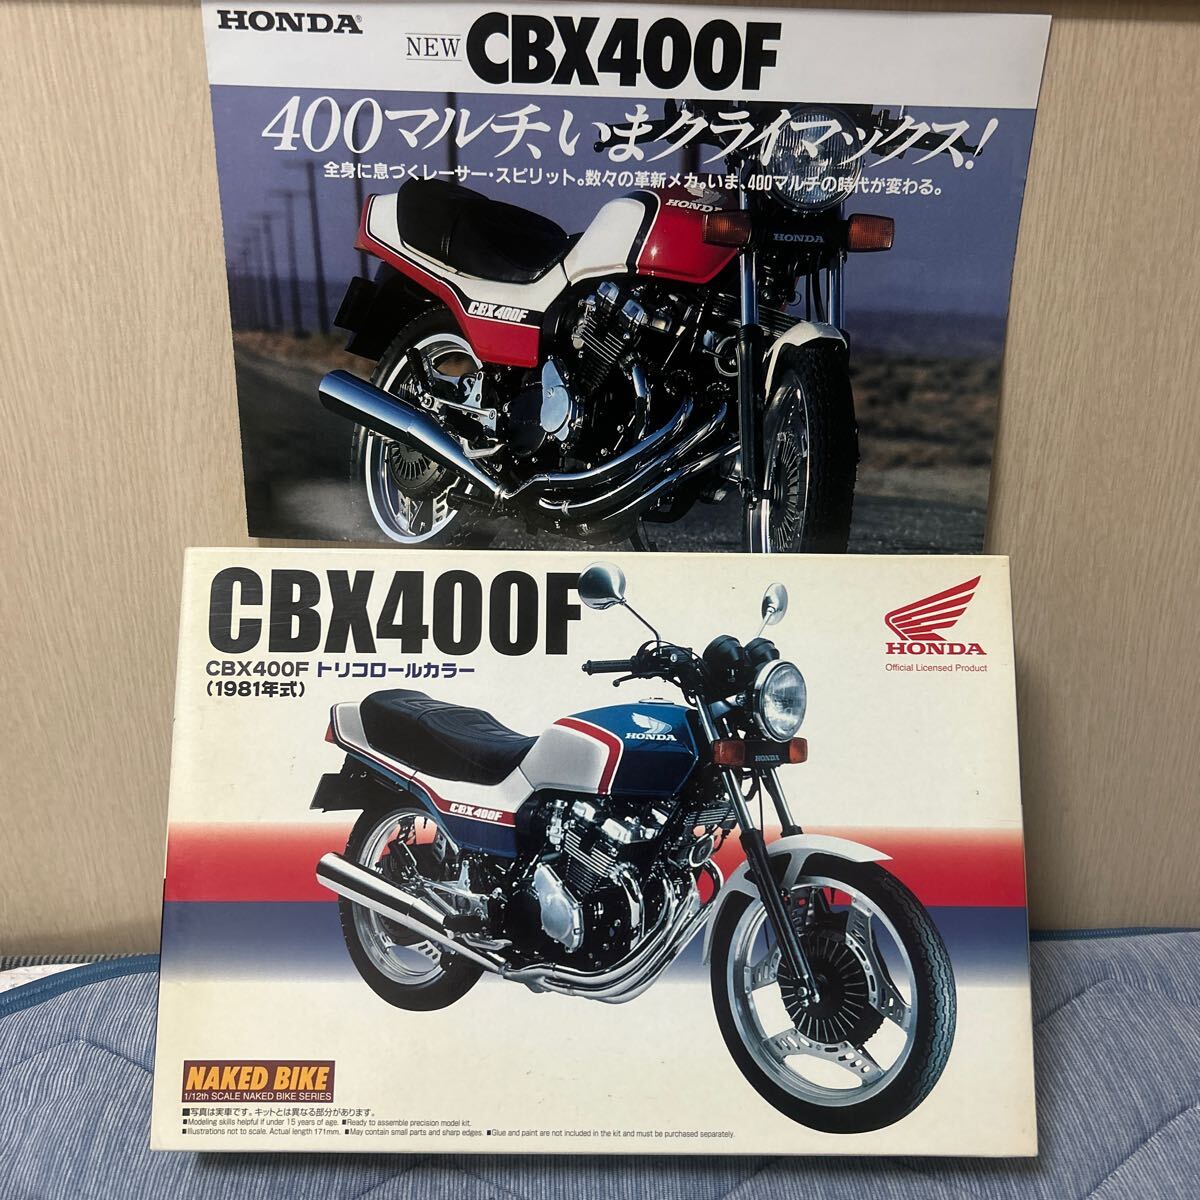 HONDA
NEW CBX400F
400マルチ、いまクライマックス!
全身に息づくレーサー・スピリット。数々の革新メカ。いま、400マルチの時代が変わる。
HONDA
HONDA
CBX400F
CBX400F
CBX400F トリコロールカラー
(1981年式)
HONDA
Official Licensed Product
HONDA
HONDA
CBX400F
NAKED BIKE
1/12th SCALE NAKED BIKE SERIES
■写真は実車です。キットとは異なる部分があります。
■Modeling skills helpful if under 15 years of age. ■Ready to assemble precision model kit.
■Illustrations not to scale. Actual length 171mm. ■May contain small parts and sharp edges. ■Glue and paint are not included in the kit and must be purchased separately.